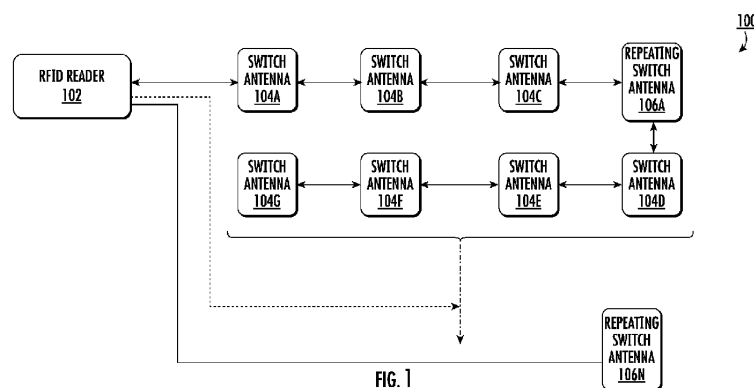 100
RFID READER
102
SWITCH
ANTENNA
104A
SWITCH
ANTENNA
104B
SWITCH
ANTENNA
104C
REPEATING
SWITCH
ANTENNA
106A
SWITCH
ANTENNA
104G
SWITCH
ANTENNA
104F
SWITCH
ANTENNA
104E
SWITCH
ANTENNA
104D
REPEATING
SWITCH
ANTENNA
106N
FIG. 1